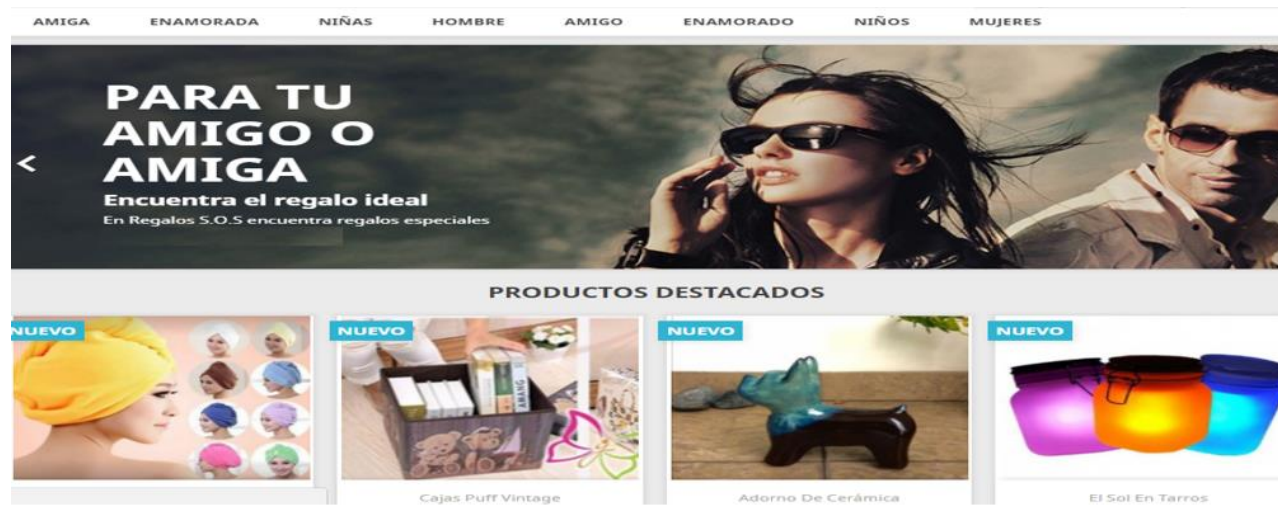 AMIGA ENAMORADA NIÑAS HOMBRE AMIGO ENAMORADO NIÑOS MUJERES
PARA TU
AMIGO O
AMIGA
Encuentra el regalo ideal
En Regalos S.O.S encuentra regalos especiales
PRODUCTOS DESTACADOS
NUEVO NUEVO NUEVO NUEVO
AMANG
Cajas Puff Vintage Adorno De Cerámica El Sol En Tarros